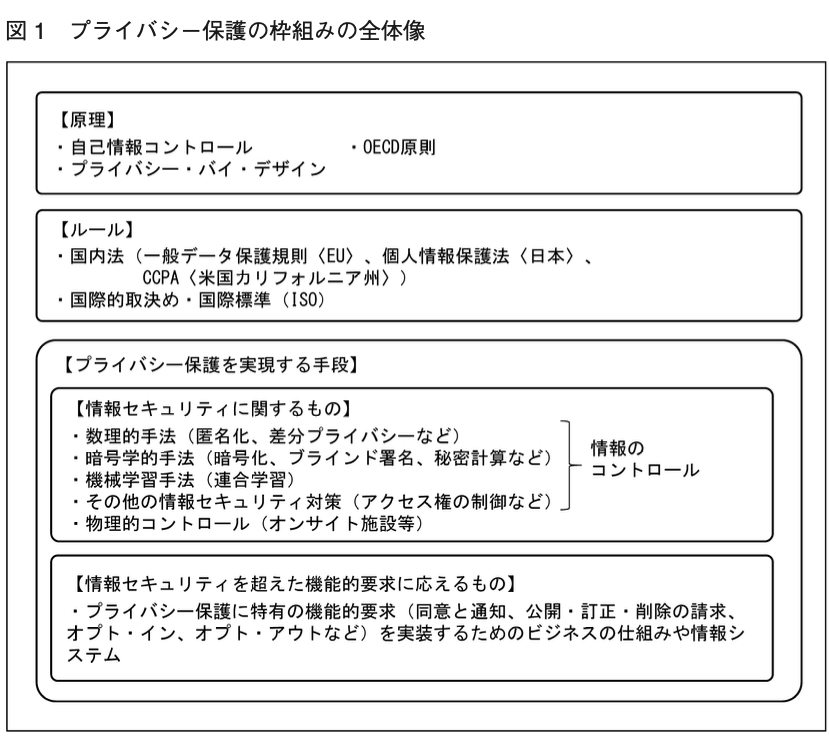 図1　プライバシー保護の枠組みの全体像
【原理】
・自己情報コントロール　　　　　・OECD原則
・プライバシー・バイ・デザイン
【ルール】
・国内法（一般データ保護規則〈EU〉、個人情報保護法〈日本〉、
CCPA〈米国カリフォルニア州〉）
・国際的取決め・国際標準（ISO）
【プライバシー保護を実現する手段】
【情報セキュリティに関するもの】
・数理的手法（匿名化、差分プライバシーなど）
・暗号学的手法（暗号化、ブラインド署名、秘密計算など）
・機械学習手法（連合学習）
・その他の情報セキュリティ対策（アクセス権の制御など）
・物理的コントロール（オンサイト施設等）
情報の
コントロール
【情報セキュリティを超えた機能的要求に応えるもの】
・プライバシー保護に特有の機能的要求（同意と通知、公開・訂正・削除の請求、
オプト・イン、オプト・アウトなど）を実装するためのビジネスの仕組みや情報シ
ステム